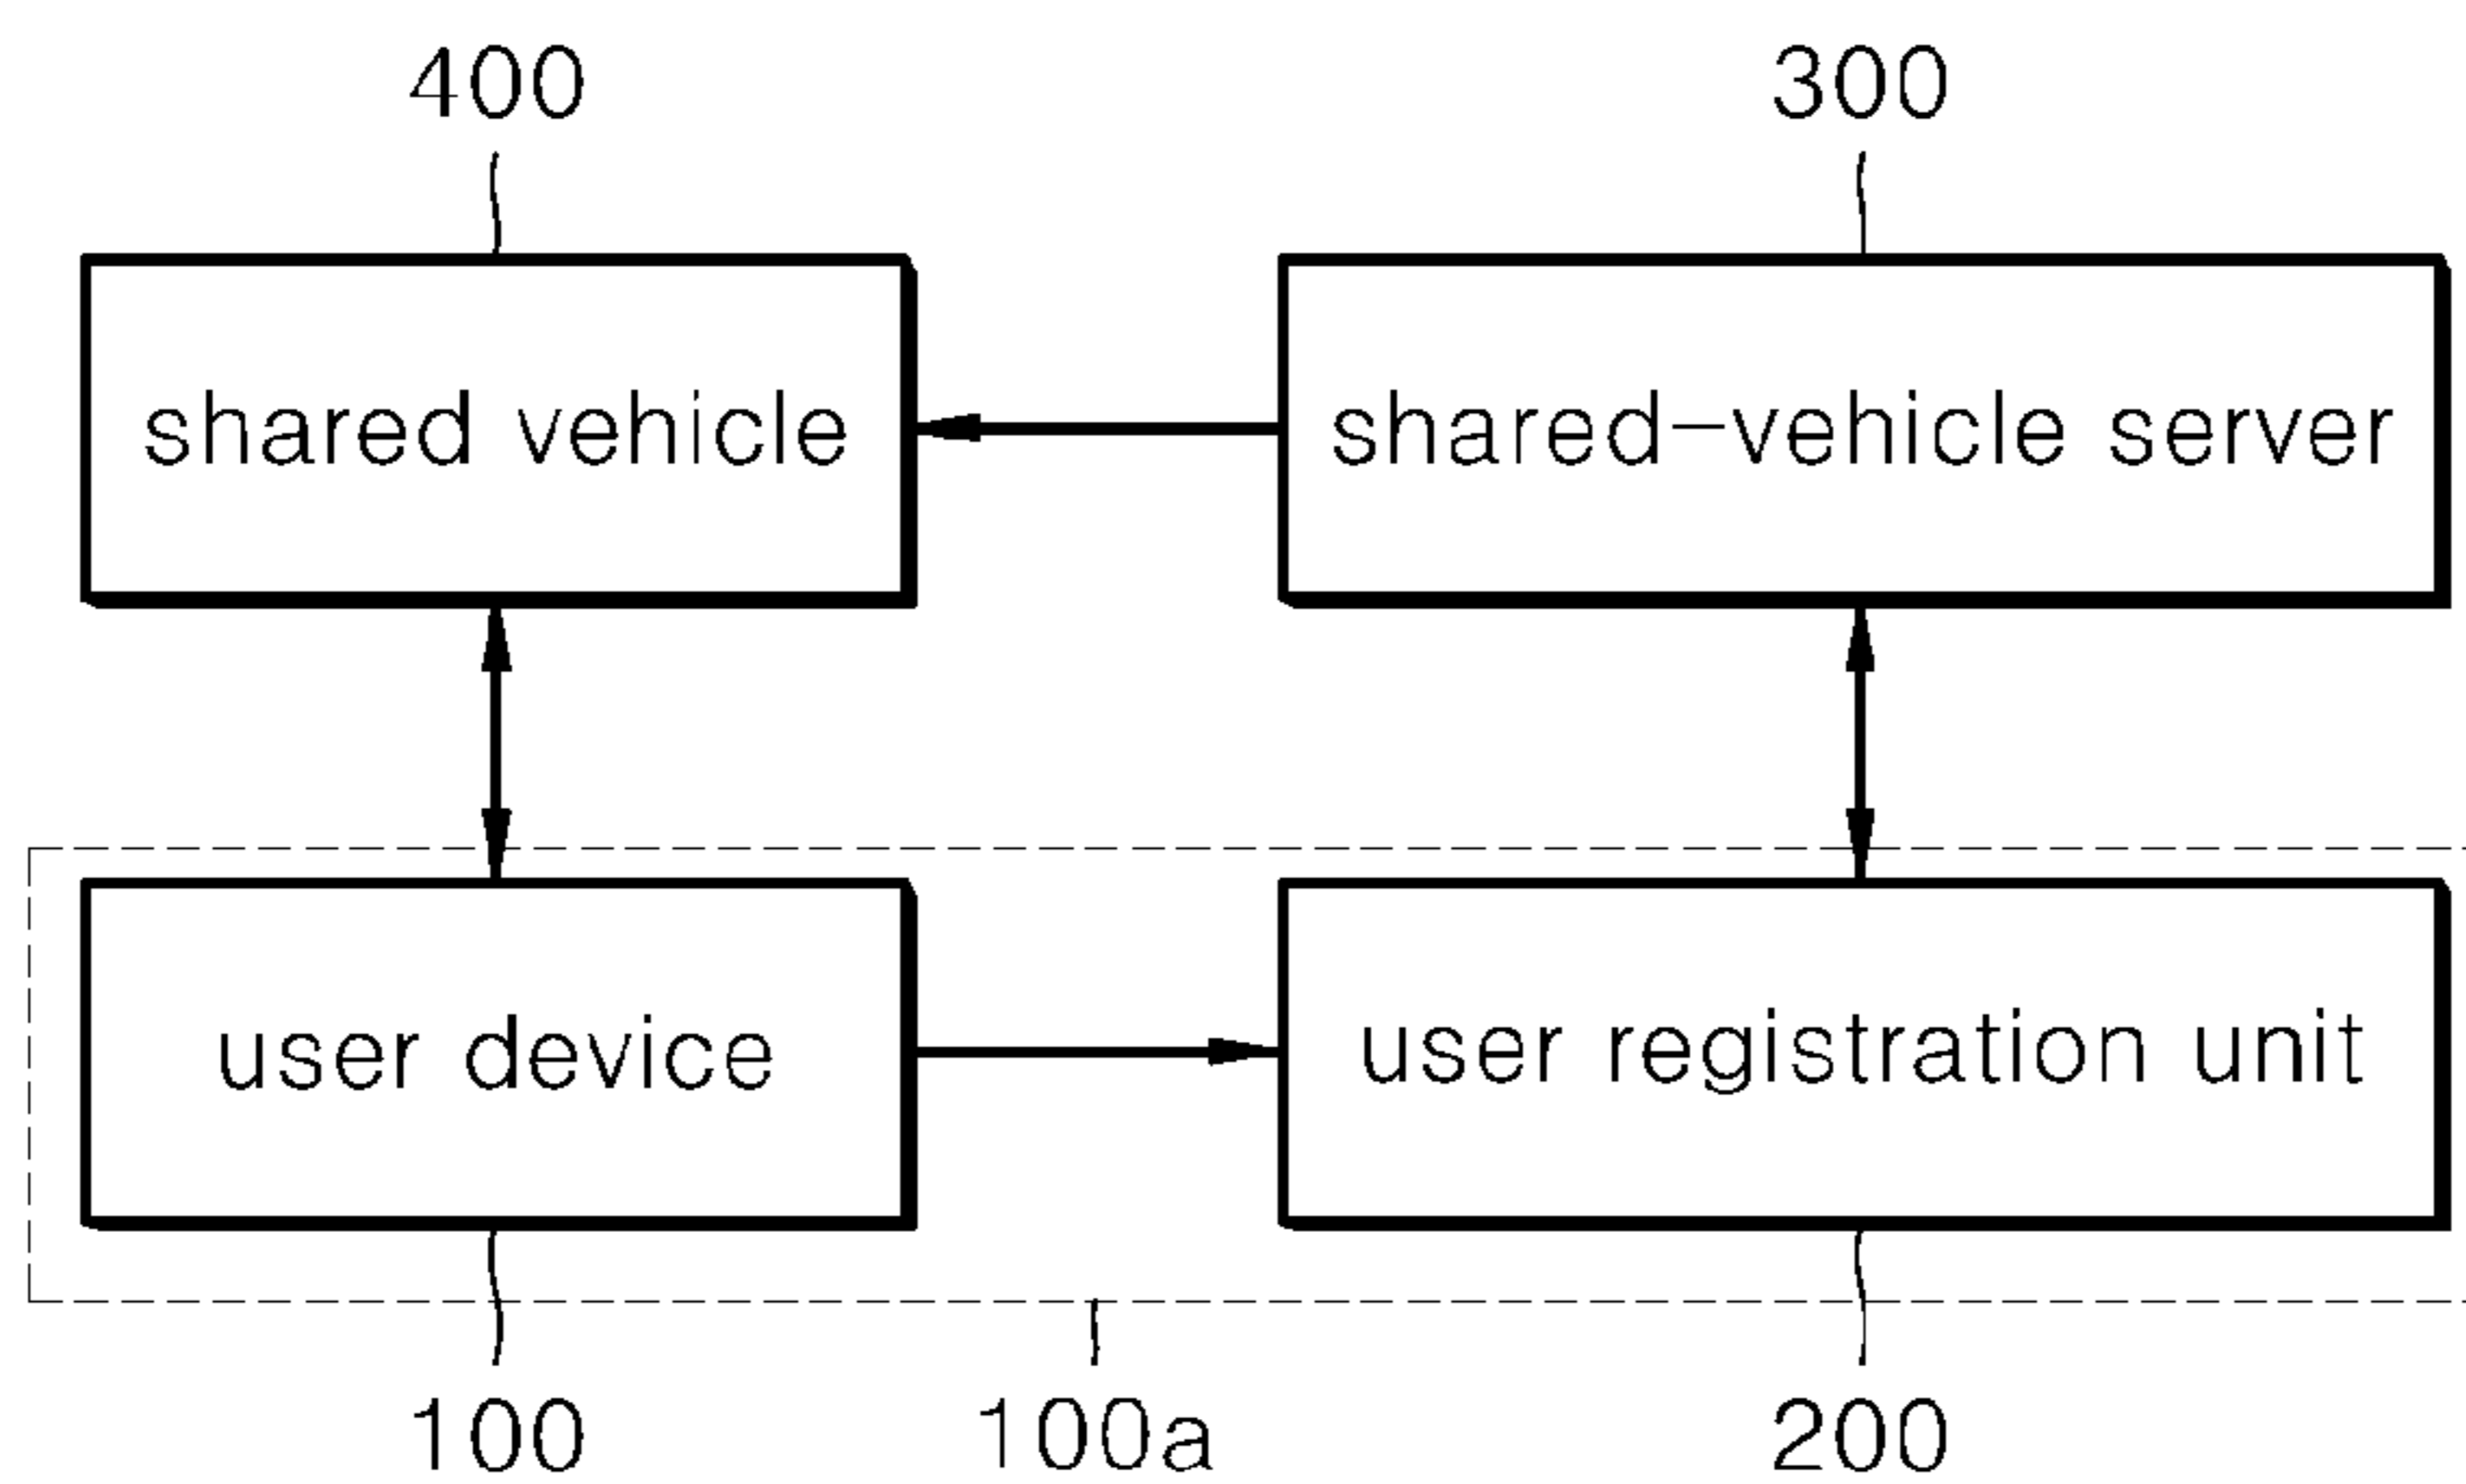 400
300
shared vehicle
shared-vehicle server
user device
user registration unit
100
100a
200